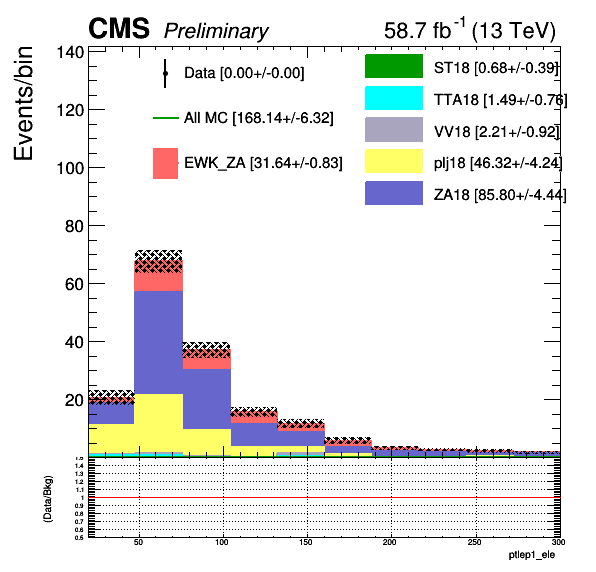 CMS Preliminary 58.7 fb⁻¹ (13 TeV)
Events/bin
140
120
100
80
60
40
20
Data [0.00+/-0.00]
All MC [168.14+/-6.32]
EWK_ZA [31.64+/-0.83]
ST18 [0.68+/-0.39]
TTA18 [1.49+/-0.76]
VV18 [2.21+/-0.92]
plj18 [46.32+/-4.24]
ZA18 [85.80+/-4.44]
(Data/Bkg)
1.5
1.4
1.3
1.2
1.1
1
0.9
0.8
0.7
0.6
0.5
50 100 150 200 250 300
ptlep1_ele